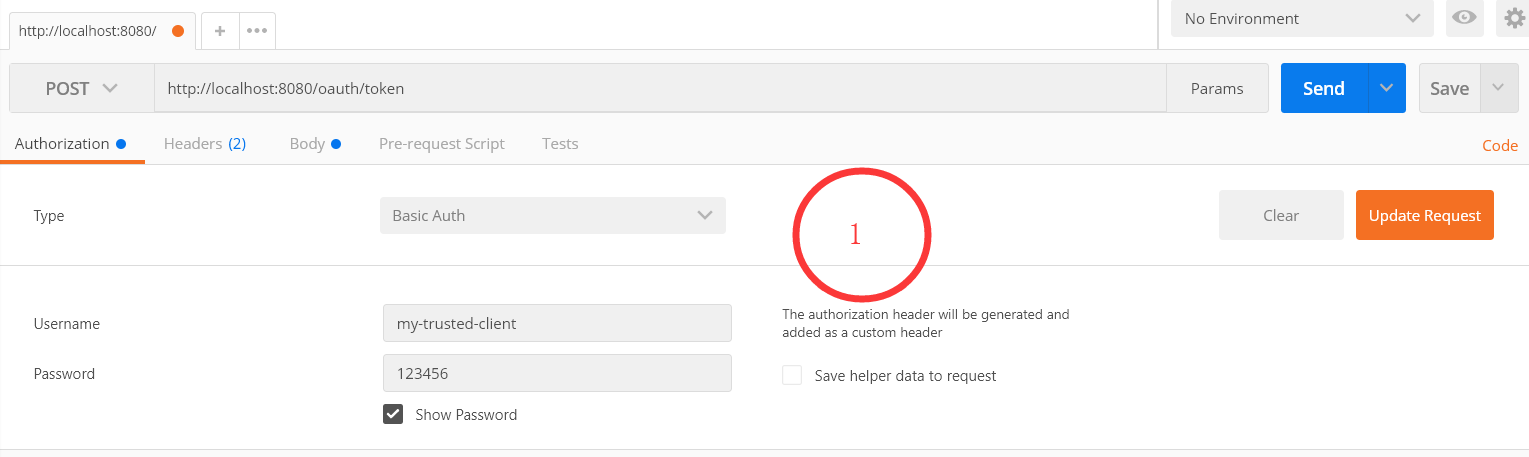 http://localhost:8080/
+
No Environment
POST
http://localhost:8080/oauth/token
Params
Send
Save
Authorization
Headers (2)
Body
Pre-request Script
Tests
Code
Type
Basic Auth
1
Clear
Update Request
Username
my-trusted-client
The authorization header will be generated and
added as a custom header
Password
123456
Save helper data to request
Show Password